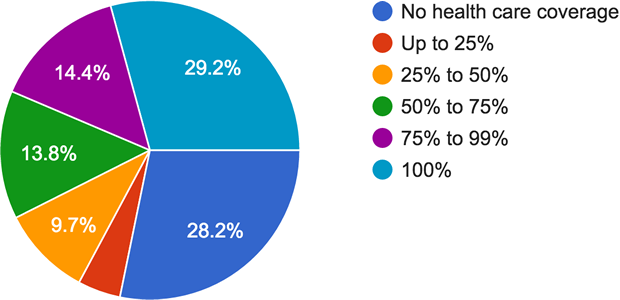 14.4%
29.2%
13.8%
9.7%
28.2%
No health care coverage
Up to 25%
25% to 50%
50% to 75%
75% to 99%
100%